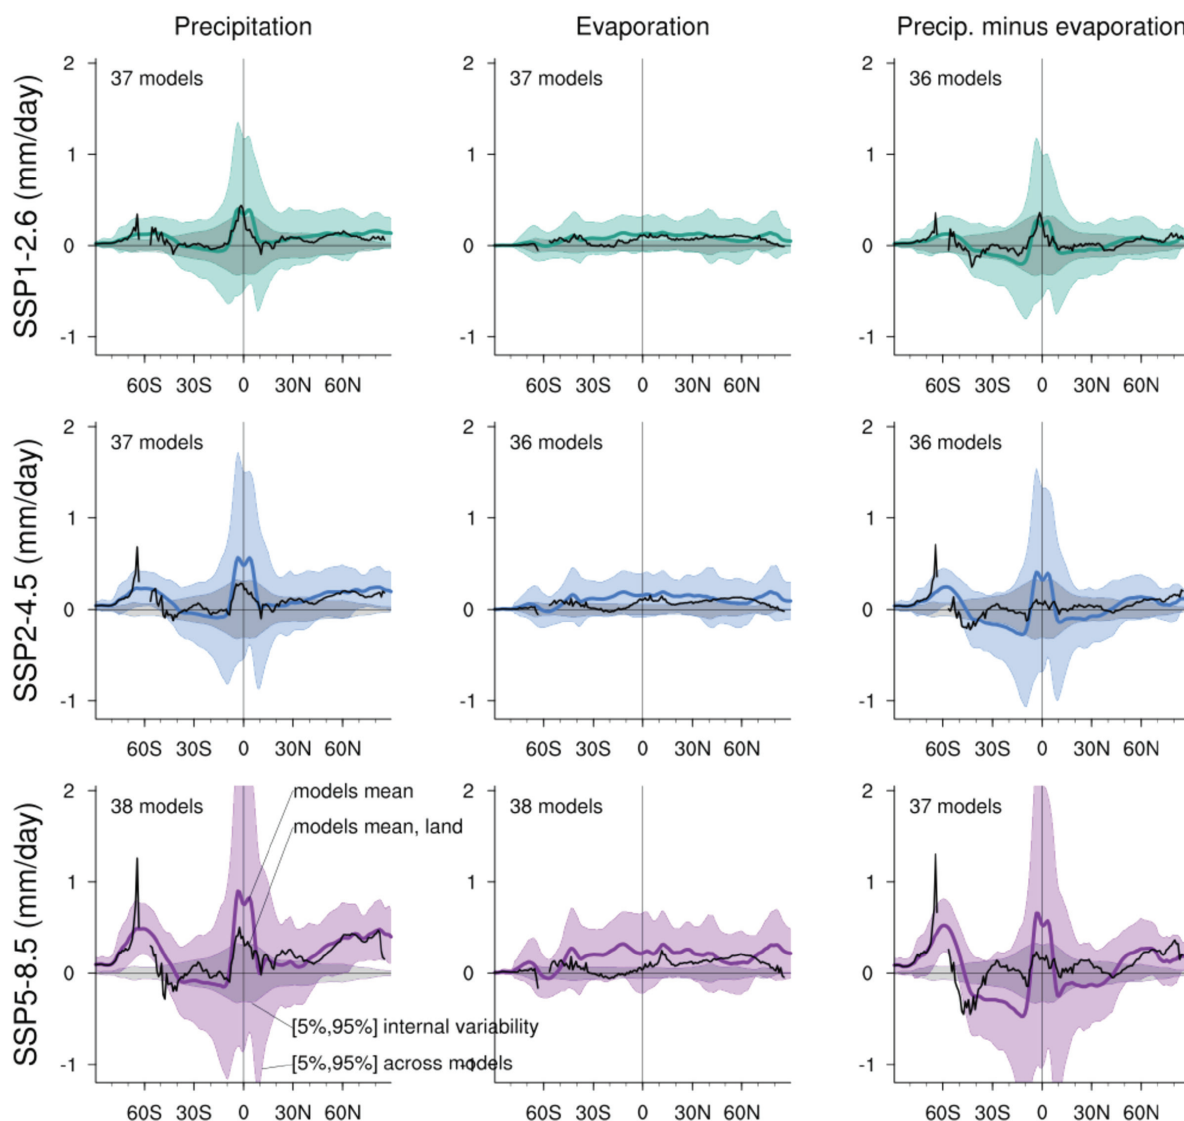 Precipitation
Evaporation
Precip. minus evaporation
SSP1-2.6 (mm/day)
2
1
0
-1
37 models
60S 30S 0 30N 60N
37 models
2
1
0
-1
60S 30S 0 30N 60N
36 models
2
1
0
-1
60S 30S 0 30N 60N
SSP2-4.5 (mm/day)
2
1
0
-1
37 models
60S 30S 0 30N 60N
36 models
2
1
0
-1
60S 30S 0 30N 60N
36 models
2
1
0
-1
60S 30S 0 30N 60N
SSP5-8.5 (mm/day)
2
1
0
-1
38 models
models mean
models mean, land
[5%,95%] internal variability
[5%,95%] across models
60S 30S 0 30N 60N
38 models
2
1
0
-1
60S 30S 0 30N 60N
37 models
2
1
0
-1
60S 30S 0 30N 60N